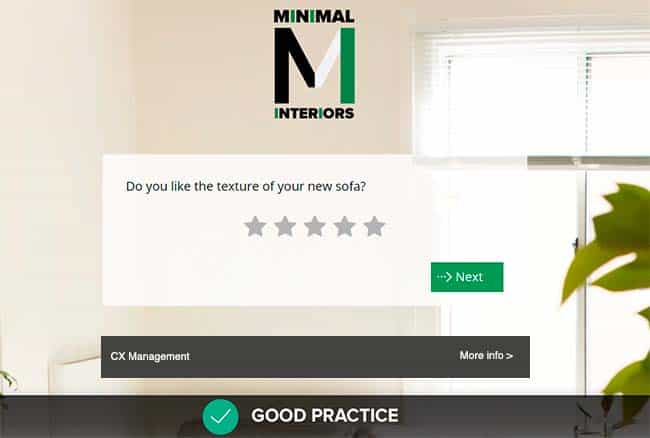 MINIMAL
M
INTERIORS
Do you like the texture of your new sofa?
Next
CX Management
More info >
GOOD PRACTICE